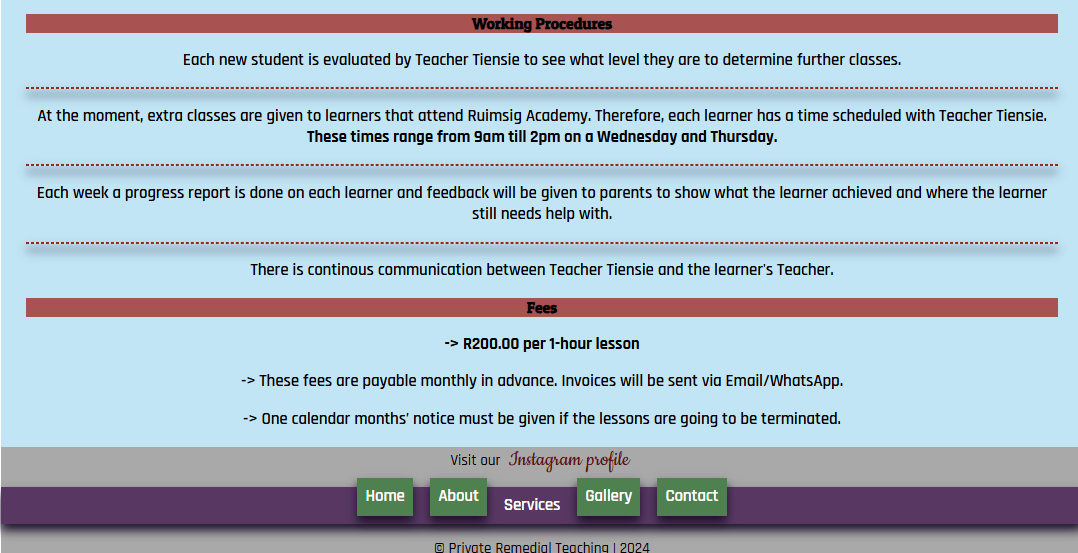 Working Procedures
Each new student is evaluated by Teacher Tiensie to see what level they are to determine further classes.
At the moment, extra classes are given to learners that attend Ruimsig Academy. Therefore, each learner has a time scheduled with Teacher Tiensie.
These times range from 9am till 2pm on a Wednesday and Thursday.
Each week a progress report is done on each learner and feedback will be given to parents to show what the learner achieved and where the learner
still needs help with.
There is continous communication between Teacher Tiensie and the learner's Teacher.
Fees
-> R200.00 per 1-hour lesson
-> These fees are payable monthly in advance. Invoices will be sent via Email/WhatsApp.
-> One calendar months’ notice must be given if the lessons are going to be terminated.
Visit our Instagram profile
Home About Services Gallery Contact
© Private Remedial Teaching | 2024